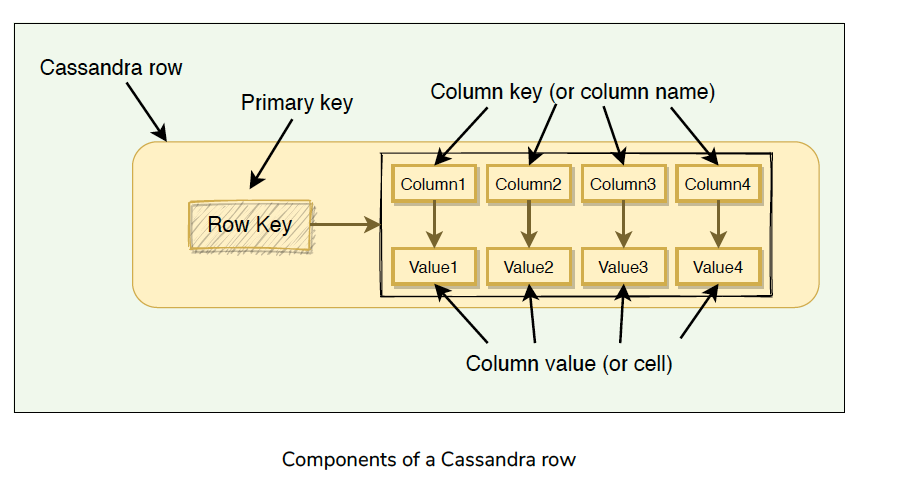 Cassandra row
Primary key
Column key (or column name)
Column1 Column2 Column3 Column4
Row Key
Value1 Value2 Value3 Value4
Column value (or cell)
Components of a Cassandra row